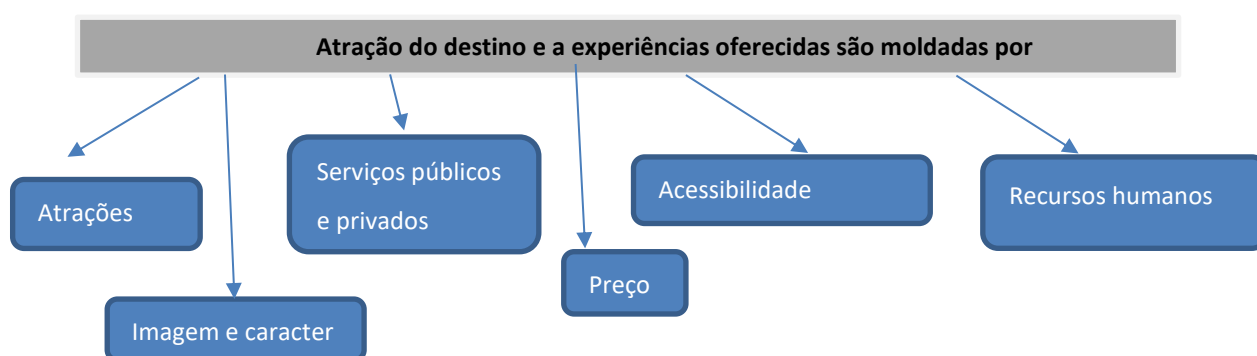 Atração do destino e a experiências oferecidas são moldadas por
Atrações
Imagem e caracter
Serviços públicos
e privados
Preço
Acessibilidade
Recursos humanos